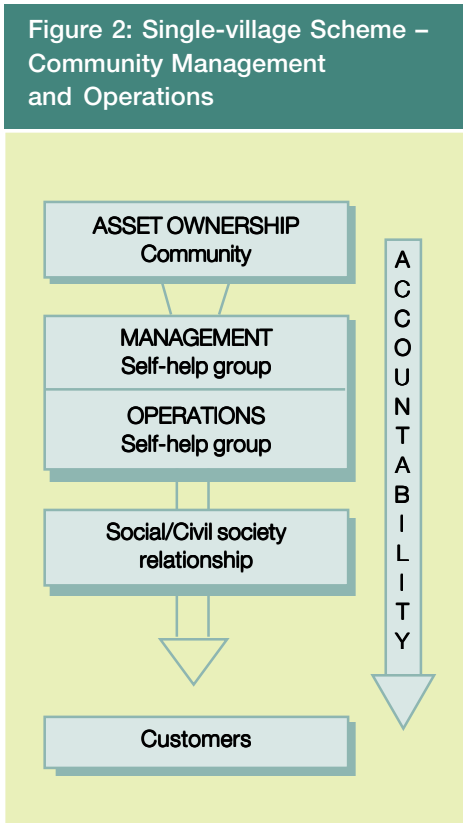 Figure 2: Single-village Scheme –
Community Management
and Operations
ASSET OWNERSHIP
Community
MANAGEMENT
Self-help group
OPERATIONS
Self-help group
Social/Civil society
relationship
Customers
A
C
C
O
U
N
T
A
B
I
L
I
T
Y